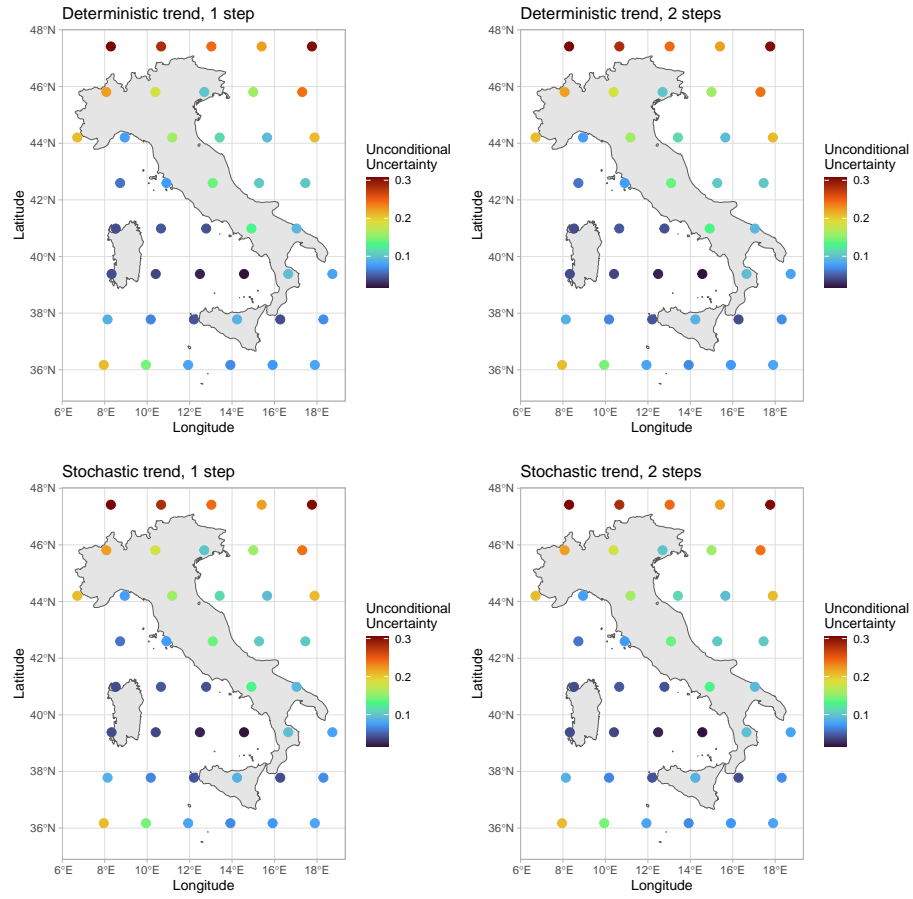 Deterministic trend, 1 step
48°N
46°N
44°N
42°N
40°N
38°N
36°N
Latitude
6°E 8°E 10°E 12°E 14°E 16°E 18°E
Longitude
Unconditional
Uncertainty
0.3
0.2
0.1
Deterministic trend, 2 steps
48°N
46°N
44°N
42°N
40°N
38°N
36°N
Latitude
6°E 8°E 10°E 12°E 14°E 16°E 18°E
Longitude
Unconditional
Uncertainty
0.3
0.2
0.1
Stochastic trend, 1 step
48°N
46°N
44°N
42°N
40°N
38°N
36°N
Latitude
6°E 8°E 10°E 12°E 14°E 16°E 18°E
Longitude
Unconditional
Uncertainty
0.3
0.2
0.1
Stochastic trend, 2 steps
48°N
46°N
44°N
42°N
40°N
38°N
36°N
Latitude
6°E 8°E 10°E 12°E 14°E 16°E 18°E
Longitude
Unconditional
Uncertainty
0.3
0.2
0.1